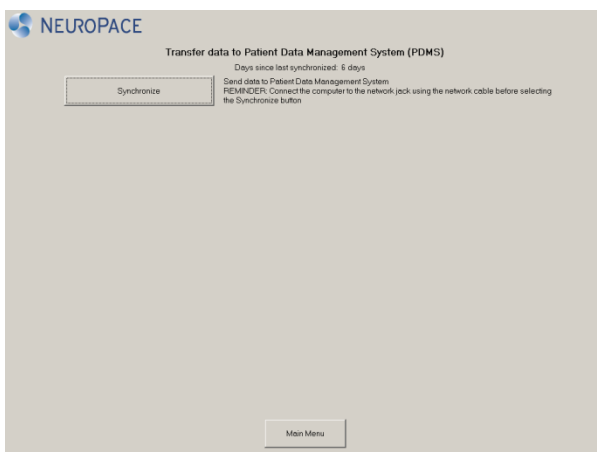 NEUROPACE
Transfer data to Patient Data Management System (PDMS)
Days since last synchronized: 6 days
Synchronize
Send data to Patient Data Management System
REMINDER: Connect the computer to the network jack using the network cable before selecting
the Synchronize button
Main Menu